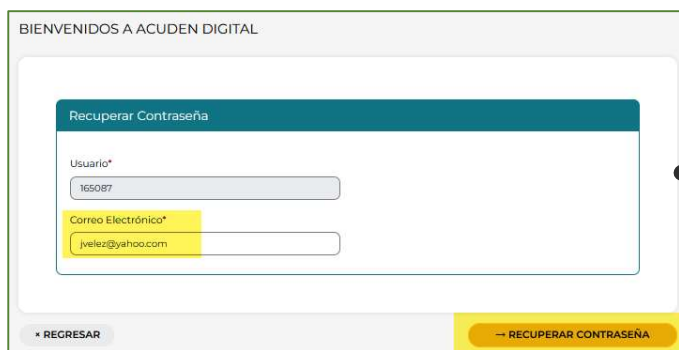 BIENVENIDOS A ACUDEN DIGITAL
Recuperar Contraseña
Usuario*
165087
Correo Electrónico*
jvelez@yahoo.com
× REGRESAR
→ RECUPERAR CONTRASEÑA